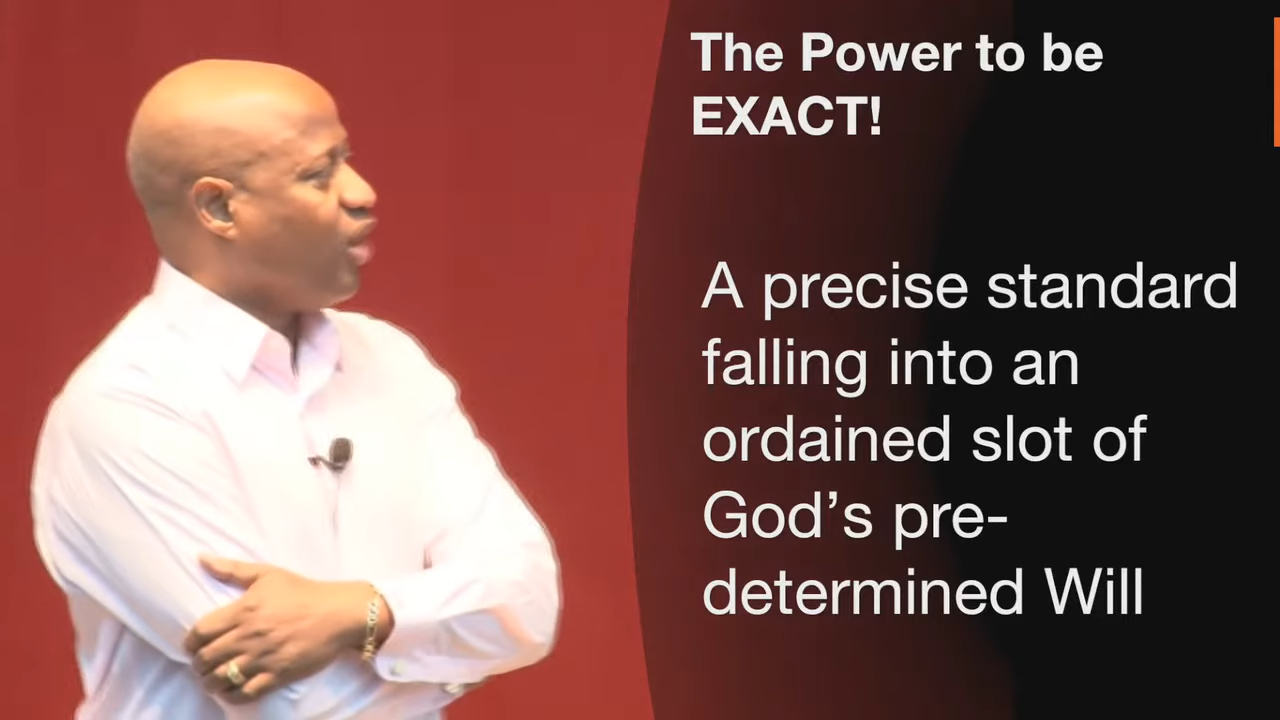 The Power to be
EXACT!
A precise standard
falling into an
ordained slot of
God’s pre-
determined Will